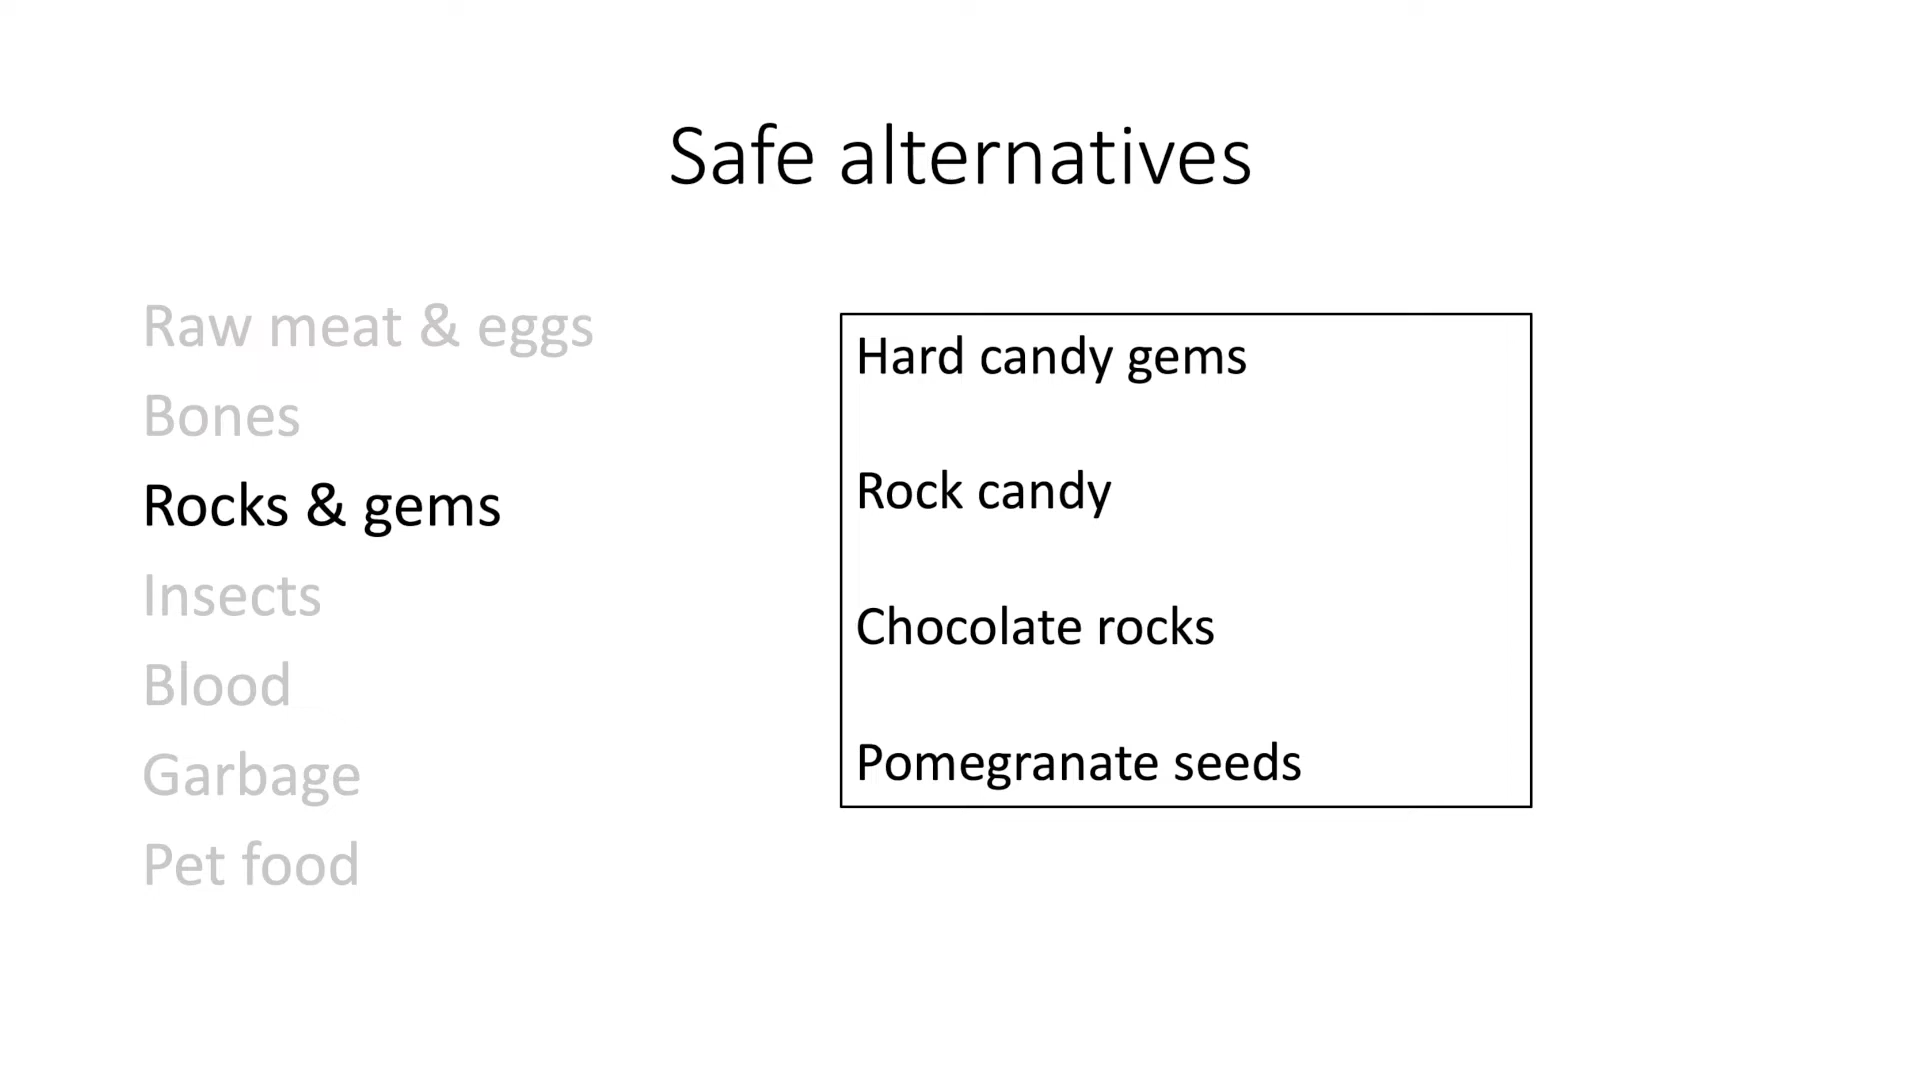 Safe alternatives
Raw meat & eggs
Bones
Rocks & gems
Insects
Blood
Garbage
Pet food
Hard candy gems
Rock candy
Chocolate rocks
Pomegranate seeds